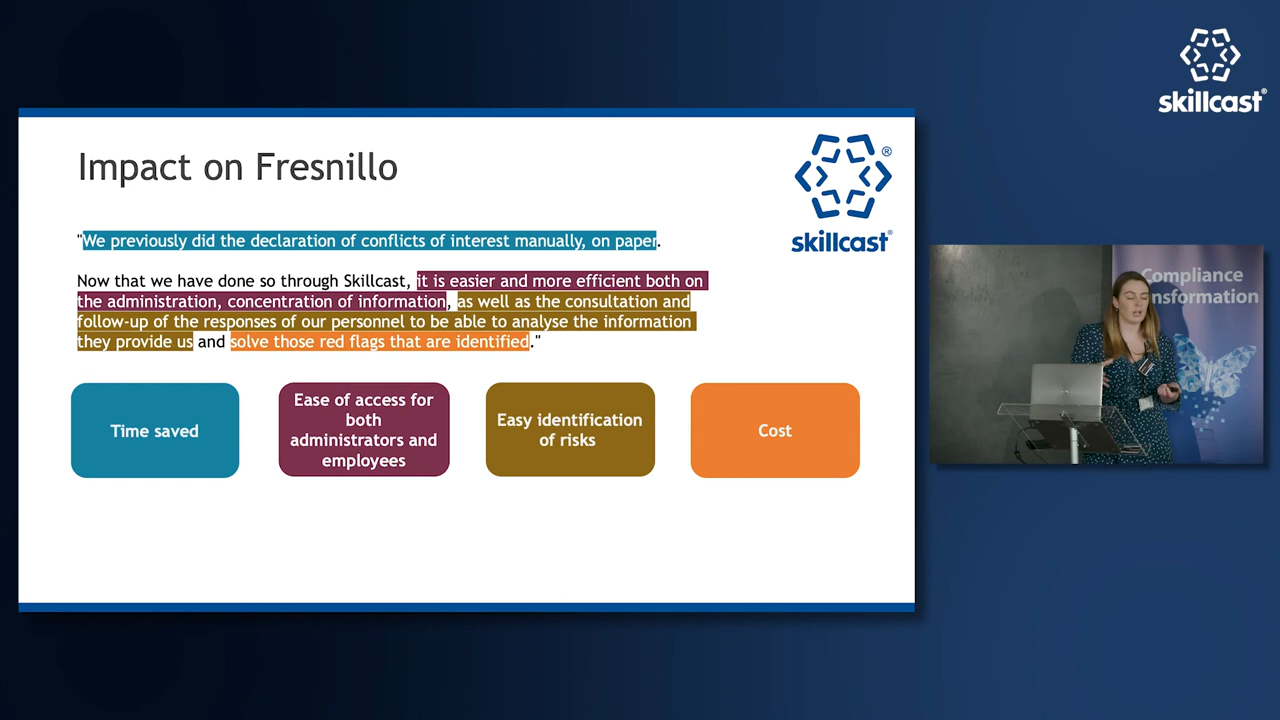 skillcast®
Impact on Fresnillo
®
skillcast®
"We previously did the declaration of conflicts of interest manually, on paper.
Now that we have done so through Skillcast, it is easier and more efficient both on
the administration, concentration of information, as well as the consultation and
follow-up of the responses of our personnel to be able to analyse the information
they provide us and solve those red flags that are identified."
Time saved
Ease of access for
both
administrators and
employees
Easy identification
of risks
Cost
Compliance
nsformation